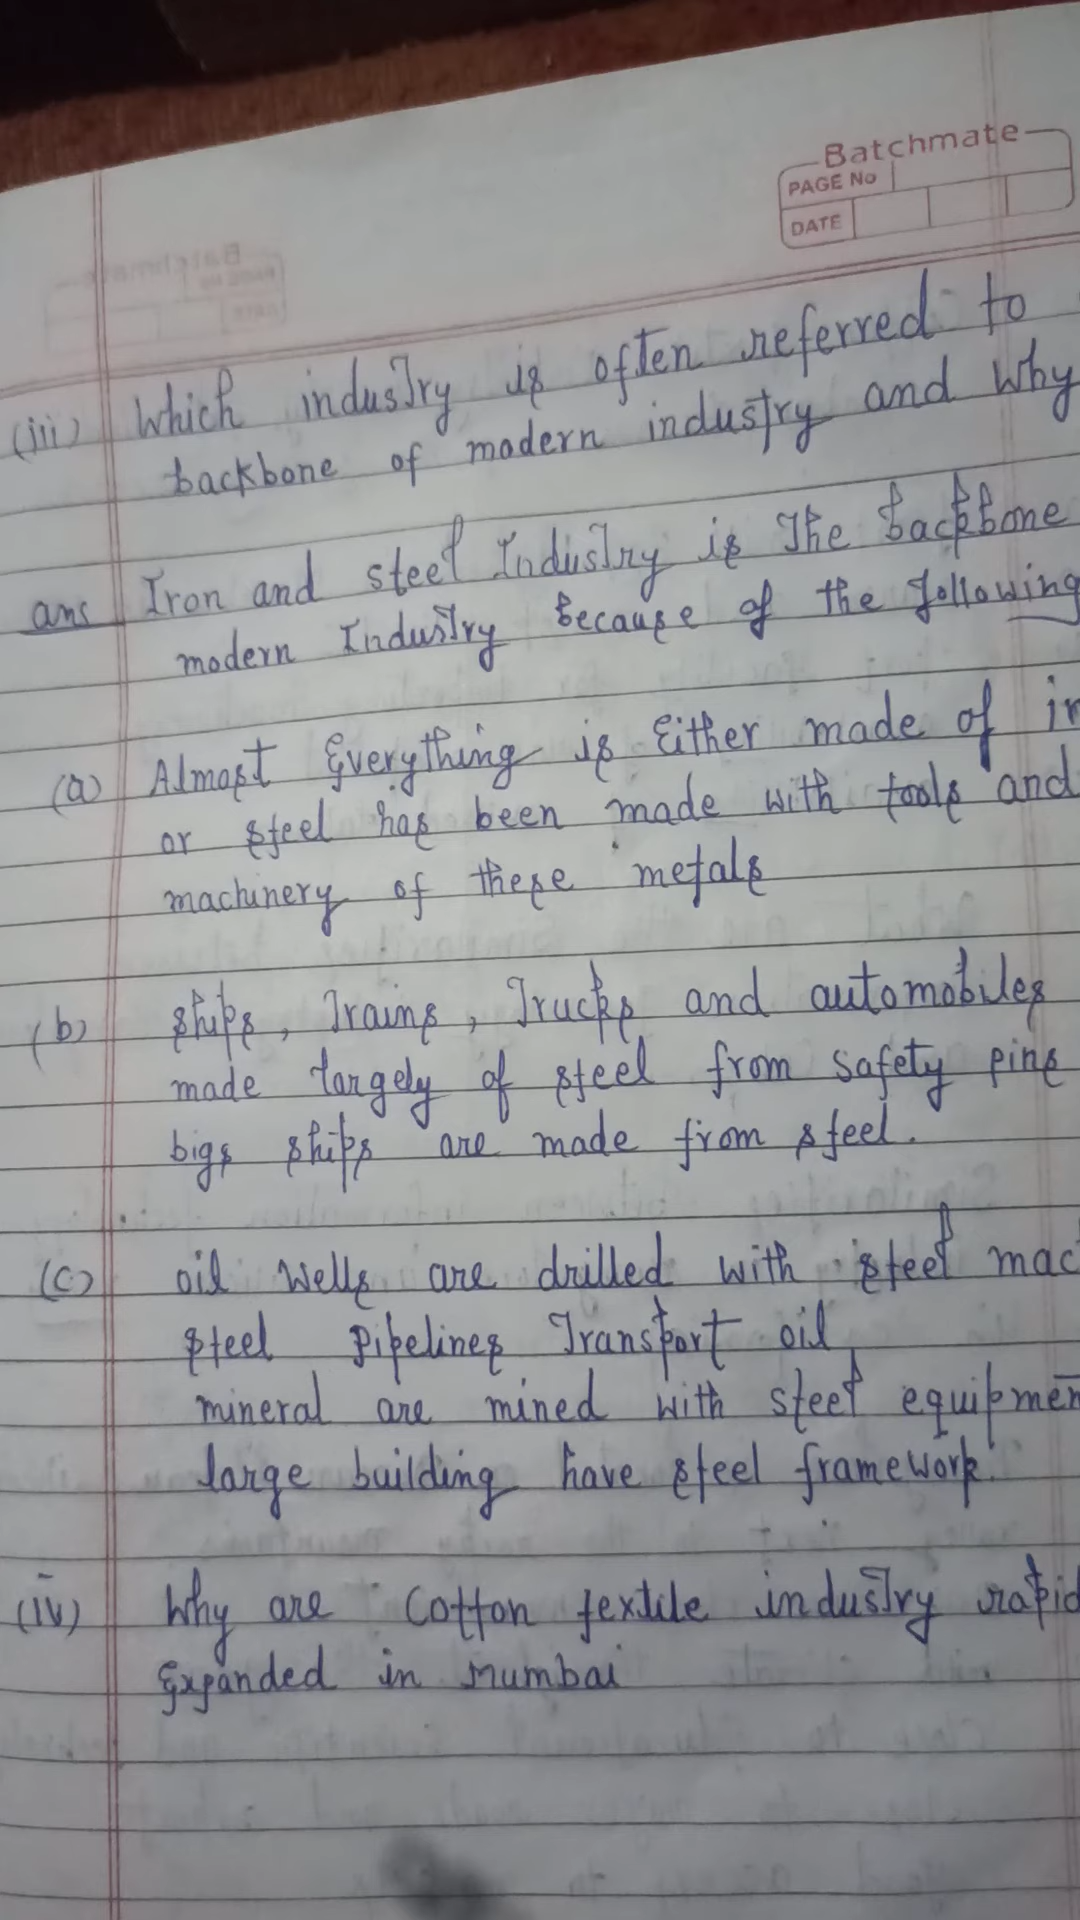 Batchmate
PAGE No
DATE
(iii) Which industry is often referred to
backbone of modern industry and Why
ans Iron and steel Industry is The backbone
modern Industry because of the following
(a) Almost Everything is Either made of
or steel has been made with tools and
machinery of these metals
(b) ships, Trains, Trucks and automobiles
made largely of steel from safety pins
bigs ships are made from steel.
(c) oil Wells are drilled with steel mac
steel Pipelines Transport oil
mineral are mined with steel equipmen
large building have steel framework.
(iv) Why are Cotton textile industry rapid
Expanded in Mumbai